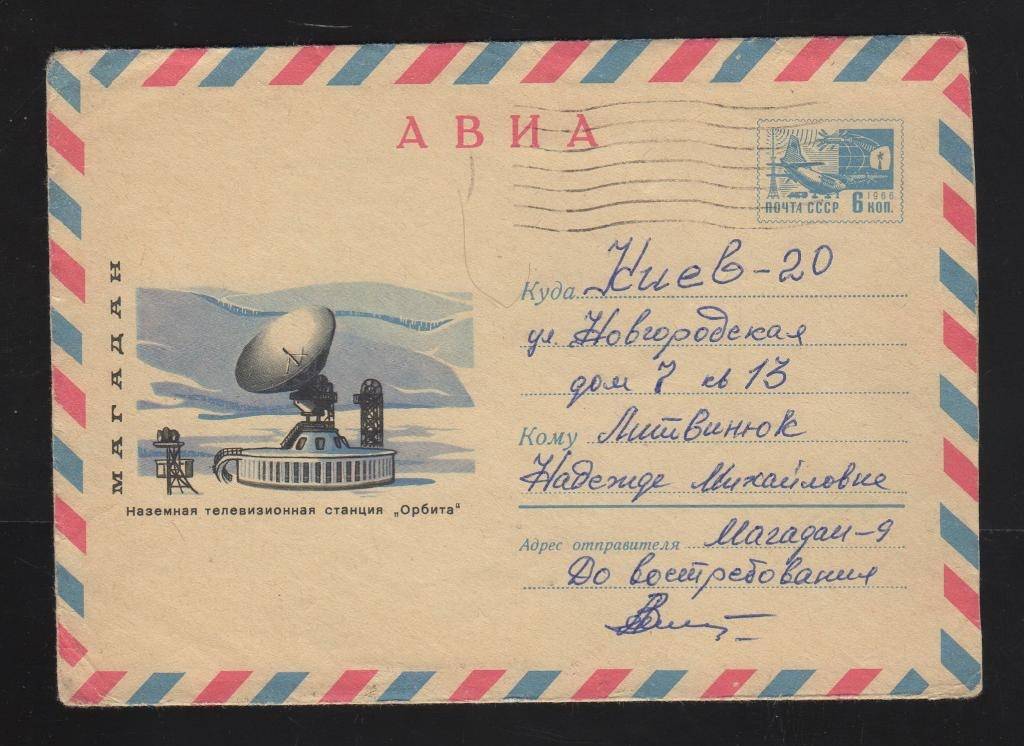 АВИА
1966
ПОЧТА СССР 6 КОП.
МАГАДАН
Наземная телевизионная станция „Орбита“
Куда Киев-20
ул. Новгородская
дом 7 кв 13
Кому Литвинюк
Надежде Михайловне
Адрес отправителя Магадан-9
До востребования